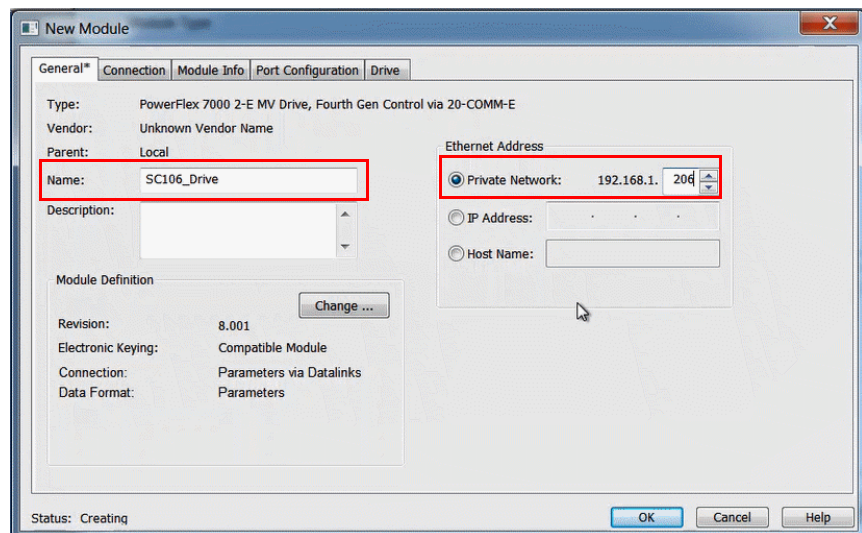 New Module
General* Connection Module Info Port Configuration Drive
Type: PowerFlex 7000 2-E MV Drive, Fourth Gen Control via 20-COMM-E
Vendor: Unknown Vendor Name
Parent: Local
Name: SC106_Drive
Description:
Ethernet Address
Private Network: 192.168.1. 206
IP Address: . . .
Host Name:
Module Definition
Change ...
Revision: 8.001
Electronic Keying: Compatible Module
Connection: Parameters via Datalinks
Data Format: Parameters
Status: Creating
OK Cancel Help